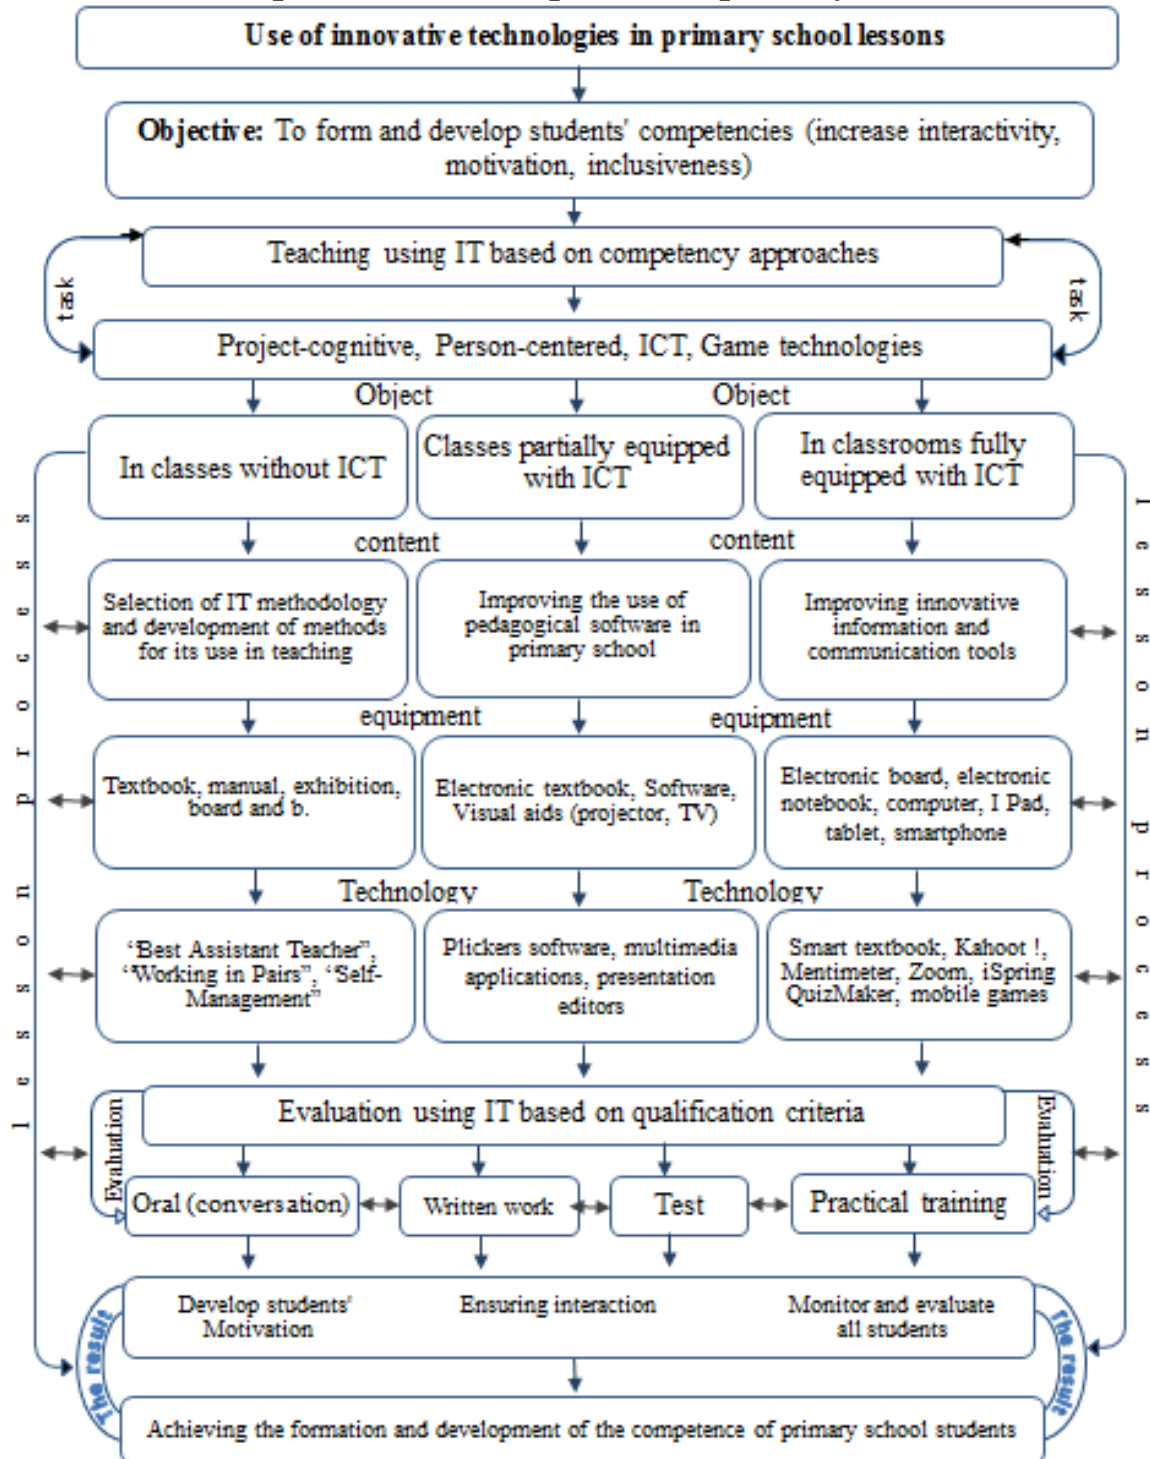 Use of innovative technologies in primary school lessons
Objective: To form and develop students' competencies (increase interactivity,
motivation, inclusiveness)
Teaching using IT based on competency approaches
task
task
Project-cognitive, Person-centered, ICT, Game technologies
Object
Object
In classes without ICT
Classes partially equipped
with ICT
In classrooms fully
equipped with ICT
content
content
Selection of IT methodology
and development of methods
for its use in teaching
Improving the use of
pedagogical software in
primary school
Improving innovative
information and
communication tools
equipment
equipment
Textbook, manual, exhibition,
board and b.
Electronic textbook, Software,
Visual aids (projector, TV)
Electronic board, electronic
notebook, computer, I Pad,
tablet, smartphone
Technology
Technology
“Best Assistant Teacher”,
“Working in Pairs”, “Self-
Management”
Plickers software, multimedia
applications, presentation
editors
Smart textbook, Kahoot !,
Mentimeter, Zoom, iSpring
QuizMaker, mobile games
lesson process
lesson process
Evaluation using IT based on qualification criteria
Evaluation
Evaluation
Oral (conversation)
Written work
Test
Practical training
Develop students'
Motivation
Ensuring interaction
Monitor and evaluate
all students
The result
The result
Achieving the formation and development of the competence of primary school students